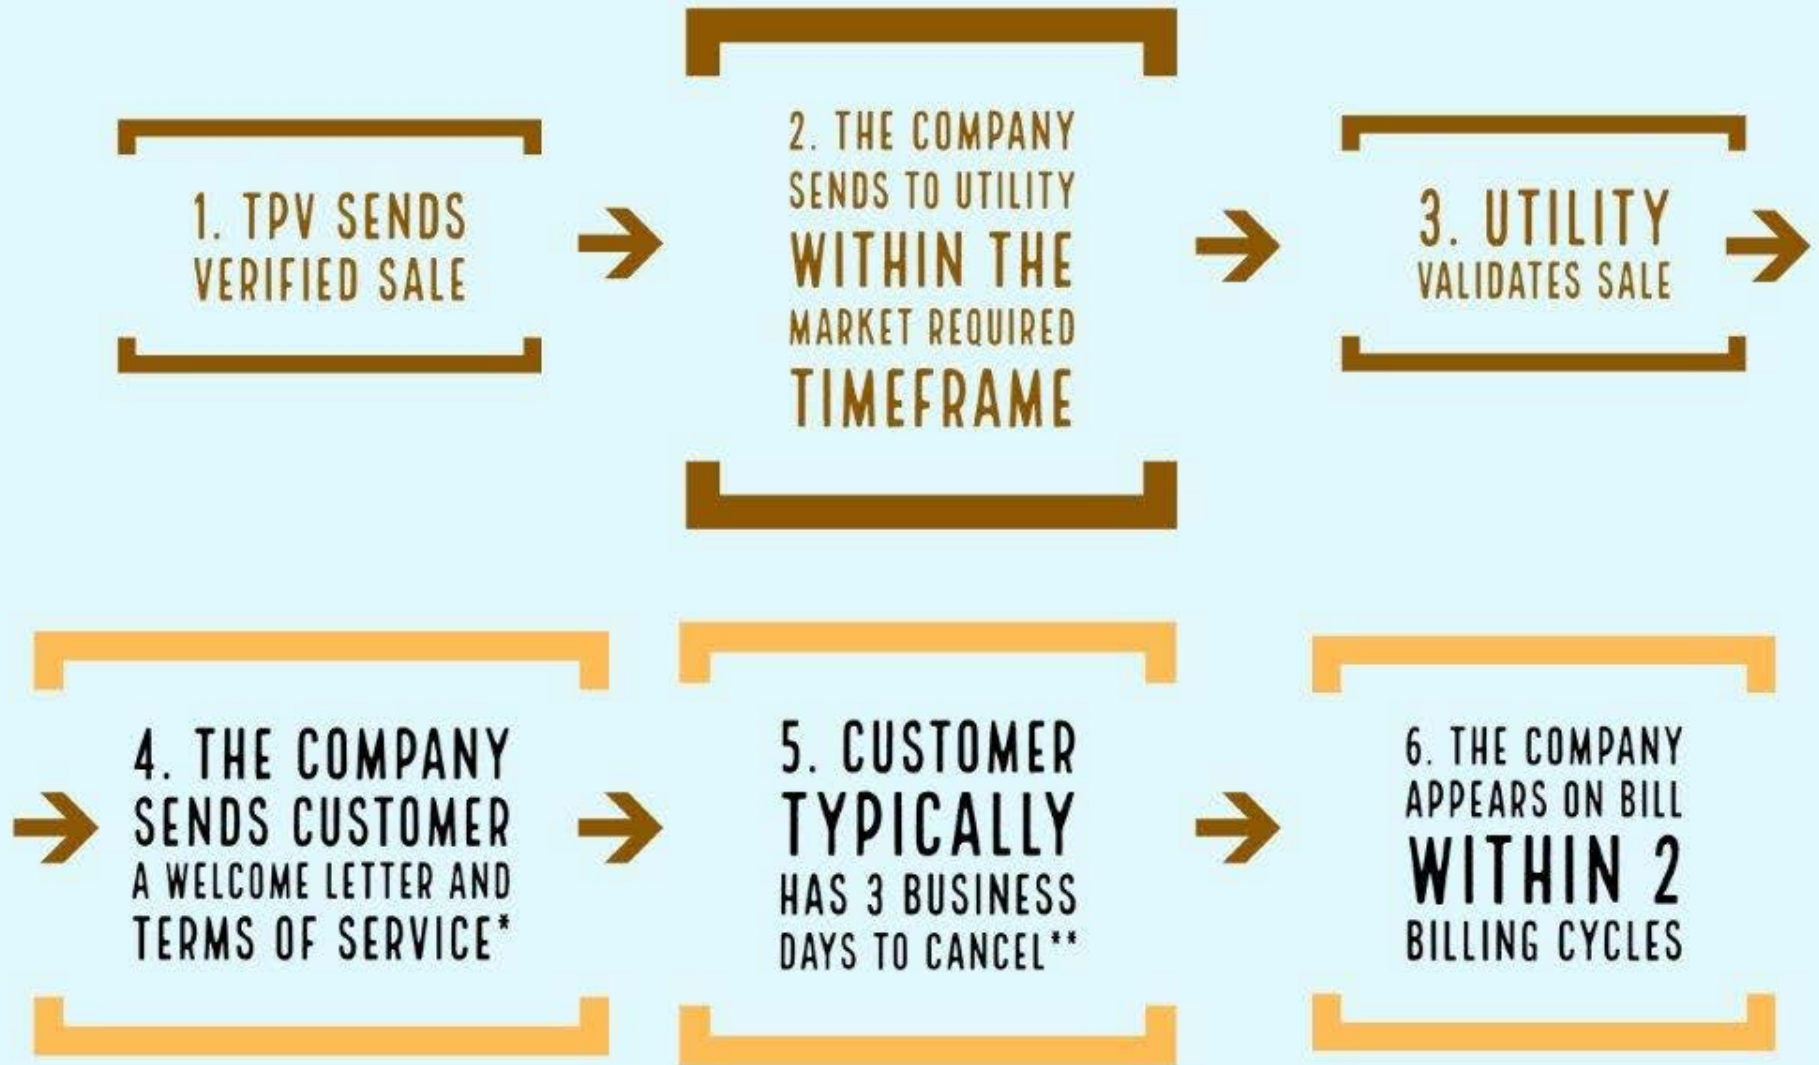 1. TPV SENDS
VERIFIED SALE
2. THE COMPANY
SENDS TO UTILITY
WITHIN THE
MARKET REQUIRED
TIMEFRAME
3. UTILITY
VALIDATES SALE
4. THE COMPANY
SENDS CUSTOMER
A WELCOME LETTER AND
TERMS OF SERVICE*
5. CUSTOMER
TYPICALLY
HAS 3 BUSINESS
DAYS TO CANCEL**
6. THE COMPANY
APPEARS ON BILL
WITHIN 2
BILLING CYCLES